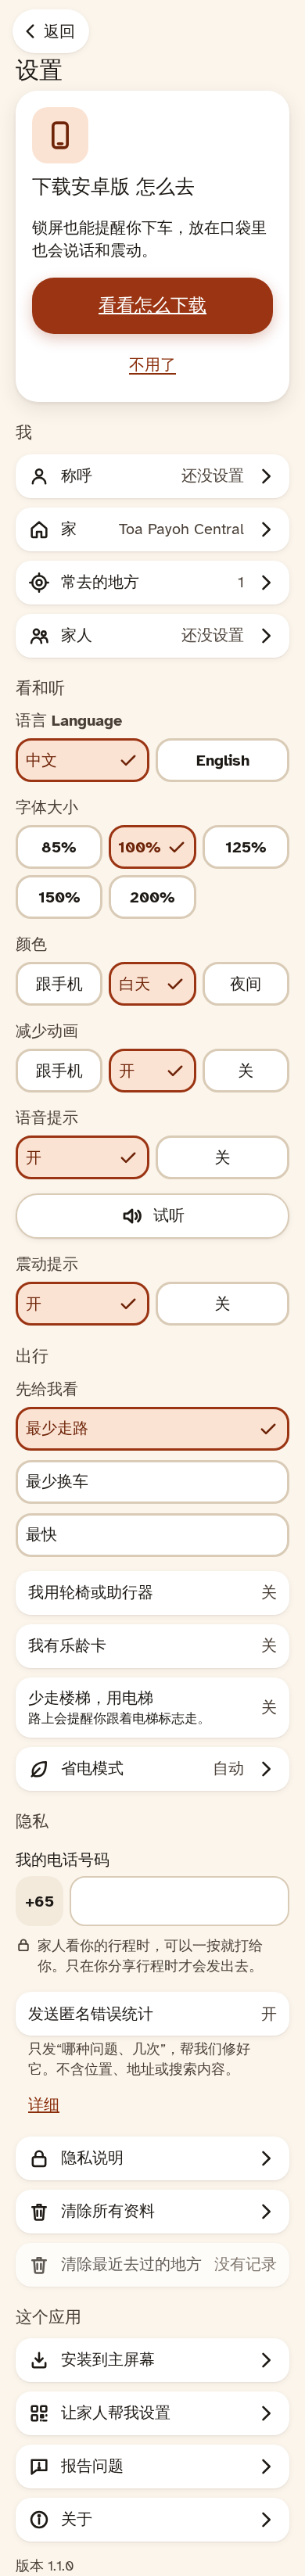 返回
设置
下载安卓版 怎么去
锁屏也能提醒你下车，放在口袋里
也会说话和震动。
看看怎么下载
不用了
我
称呼 还没设置
家 Toa Payoh Central
常去的地方 1
家人 还没设置
看和听
语言 Language
中文 English
字体大小
85% 100% 125%
150% 200%
颜色
跟手机 白天 夜间
减少动画
跟手机 开 关
语音提示
开 关
试听
震动提示
开 关
出行
先给我看
最少走路
最少换车
最快
我用轮椅或助行器 关
我有乐龄卡 关
少走楼梯，用电梯 关
路上会提醒你跟着电梯标志走。
省电模式 自动
隐私
我的电话号码
+65
家人看你的行程时，可以一按就打给
你。只在你分享行程时才会发出去。
发送匿名错误统计 开
只发“哪种问题、几次”，帮我们修好
它。不含位置、地址或搜索内容。
详细
隐私说明
清除所有资料
清除最近去过的地方 没有记录
这个应用
安装到主屏幕
让家人帮我设置
报告问题
关于
版本 1.1.0